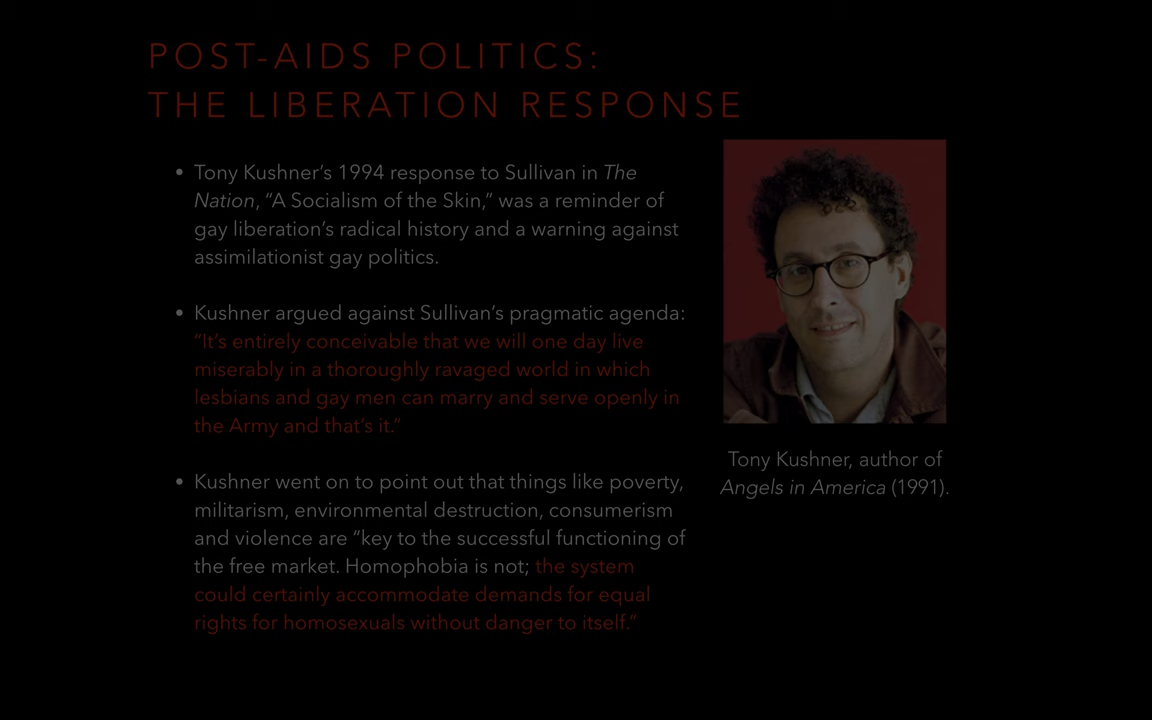 POST-AIDS POLITICS:
THE LIBERATION RESPONSE
• Tony Kushner's 1994 response to Sullivan in The
Nation, "A Socialism of the Skin," was a reminder of
gay liberation's radical history and a warning against
assimilationist gay politics.
• Kushner argued against Sullivan's pragmatic agenda:
"It's entirely conceivable that we will one day live
miserably in a thoroughly ravaged world in which
lesbians and gay men can marry and serve openly in
the Army and that's it."
• Kushner went on to point out that things like poverty,
militarism, environmental destruction, consumerism
and violence are "key to the successful functioning of
the free market. Homophobia is not; the system
could certainly accommodate demands for equal
rights for homosexuals without danger to itself."
Tony Kushner, author of
Angels in America (1991).